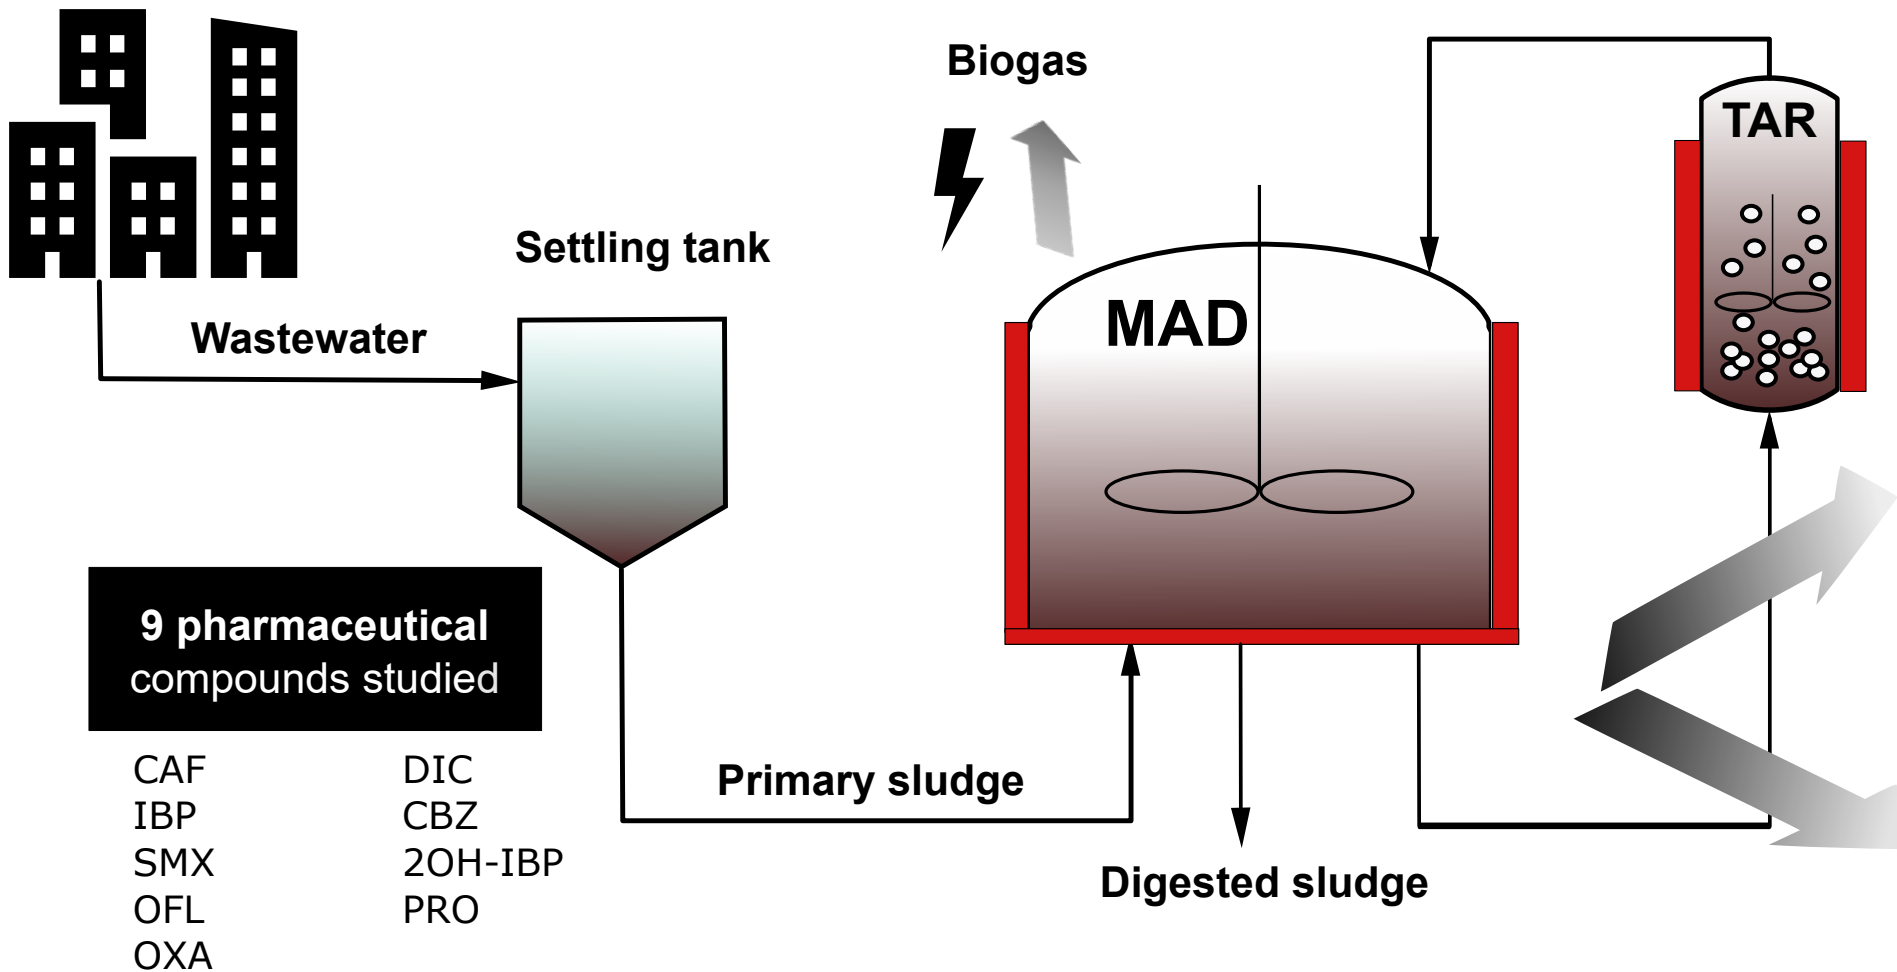 Biogas
TAR
Settling tank
MAD
Wastewater
9 pharmaceutical
compounds studied
CAF
IBP
SMX
OFL
OXA
DIC
CBZ
2OH-IBP
PRO
Primary sludge
Digested sludge